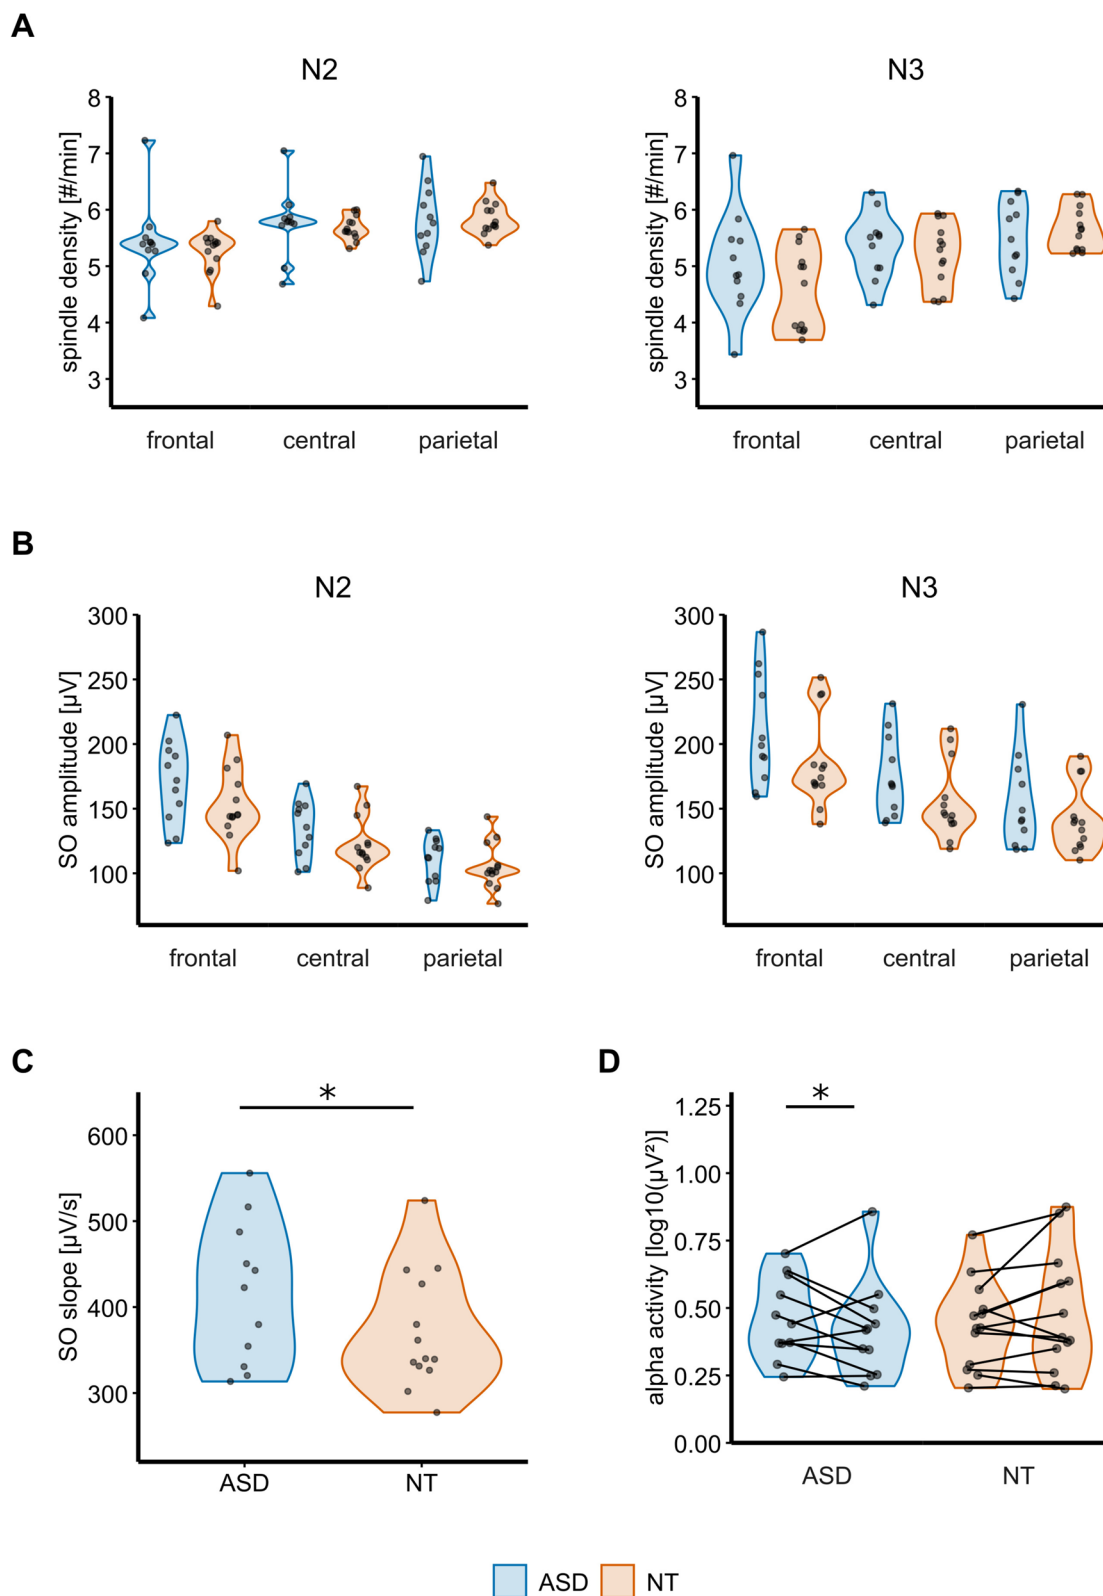 A
N2
N3
8
7
6
5
4
3
spindle density [#/min]
frontal
central
parietal
8
7
6
5
4
3
spindle density [#/min]
frontal
central
parietal
B
N2
N3
300
250
200
150
100
SO amplitude [µV]
frontal
central
parietal
300
250
200
150
100
SO amplitude [µV]
frontal
central
parietal
C
*
600
500
400
300
SO slope [µV/s]
ASD
NT
D
*
1.25
1.00
0.75
0.50
0.25
0.00
alpha activity [log10(µV²)]
ASD
NT
ASD
NT